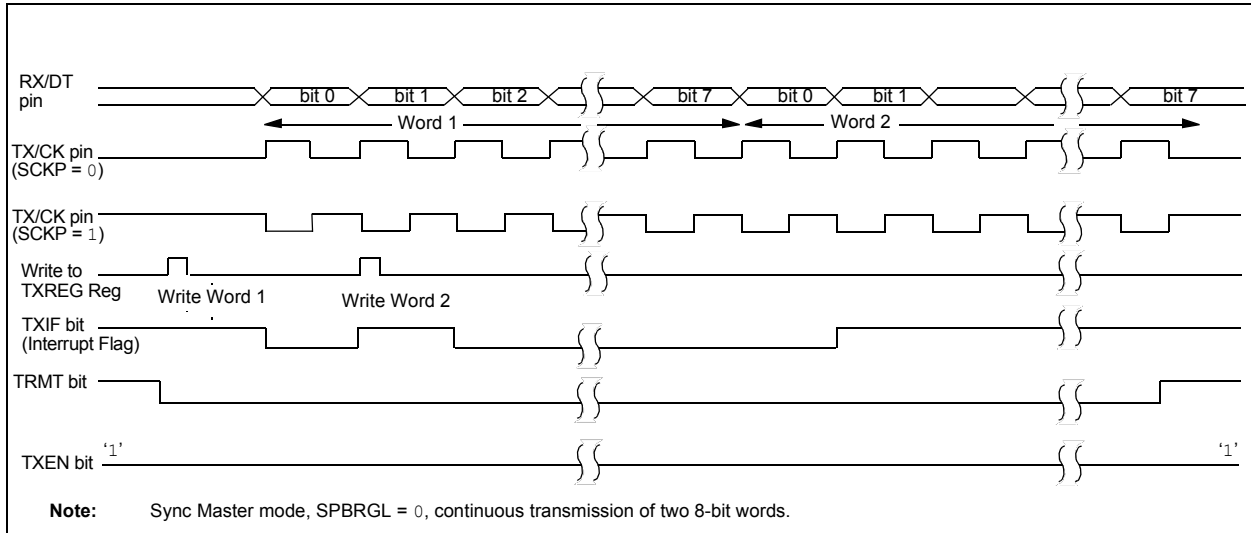 RX/DT
pin
bit 0 bit 1 bit 2 bit 7 bit 0 bit 1 bit 7
Word 1 Word 2
TX/CK pin
(SCKP = 0)
TX/CK pin
(SCKP = 1)
Write to
TXREG Reg
Write Word 1 Write Word 2
TXIF bit
(Interrupt Flag)
TRMT bit
TXEN bit ‘1’ ‘1’
Note: Sync Master mode, SPBRGL = 0, continuous transmission of two 8-bit words.